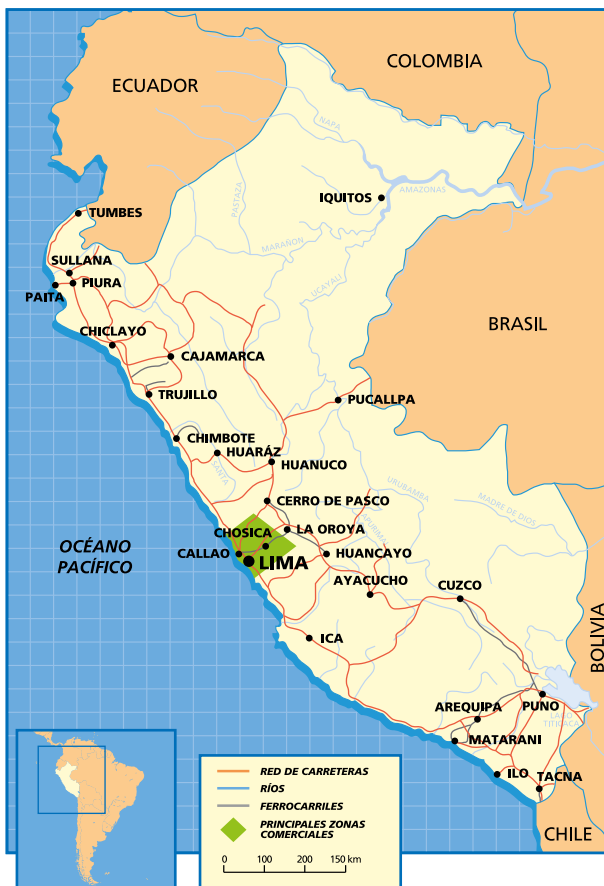 COLOMBIA
ECUADOR
NAPA
IQUITOS
AMAZONAS
PASTAZA
TUMBES
MARAÑON
SULLANA
UCAYALI
PAITA
PIURA
BRASIL
CHICLAYO
CAJAMARCA
TRUJILLO
PUCALLPA
CHIMBOTE
HUARÁZ
SANTA
HUANUCO
URUBAMBA
CERRO DE PASCO
MADRE DE DIOS
APURIMAC
CHOSICA
LA OROYA
OCÉANO
PACÍFICO
CALLAO
LIMA
HUANCAYO
AYACUCHO
CUZCO
BOLIVIA
ICA
AREQUIPA
PUNO
LAGO
TITICACA
MATARANI
ILO
TACNA
CHILE
RED DE CARRETERAS
RÍOS
FERROCARRILES
PRINCIPALES ZONAS
COMERCIALES
0 100 200 150 km